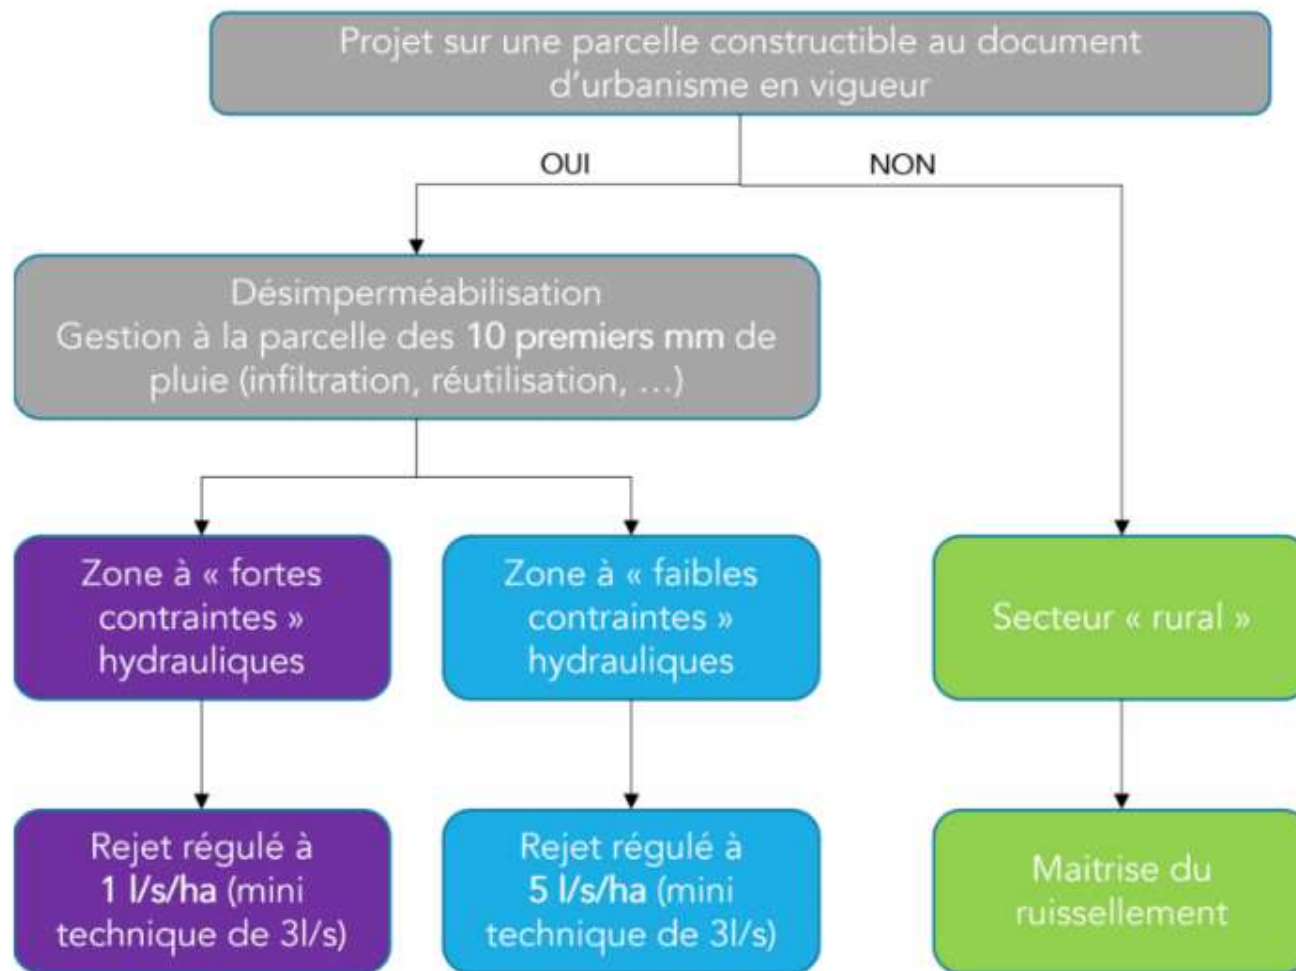 Projet sur une parcelle constructible au document
d'urbanisme en vigueur
OUI
NON
Désimperméabilisation
Gestion à la parcelle des 10 premiers mm de
pluie (infiltration, réutilisation, ...)
Zone à « fortes
contraintes »
hydrauliques
Zone à « faibles
contraintes »
hydrauliques
Secteur « rural »
Rejet régulé à
1 l/s/ha (mini
technique de 3l/s)
Rejet régulé à
5 l/s/ha (mini
technique de 3l/s)
Maitrise du
ruissellement